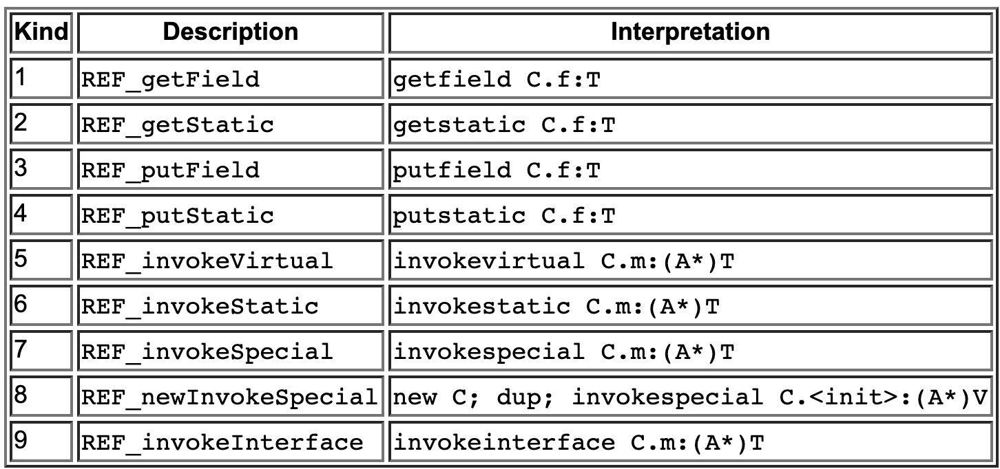 Kind Description Interpretation
1 REF_getField getfield C.f:T
2 REF_getStatic getstatic C.f:T
3 REF_putField putfield C.f:T
4 REF_putStatic putstatic C.f:T
5 REF_invokeVirtual invokevirtual C.m:(A*)T
6 REF_invokeStatic invokestatic C.m:(A*)T
7 REF_invokeSpecial invokespecial C.m:(A*)T
8 REF_newInvokeSpecial new C; dup; invokespecial C.<init>:(A*)V
9 REF_invokeInterface invokeinterface C.m:(A*)T